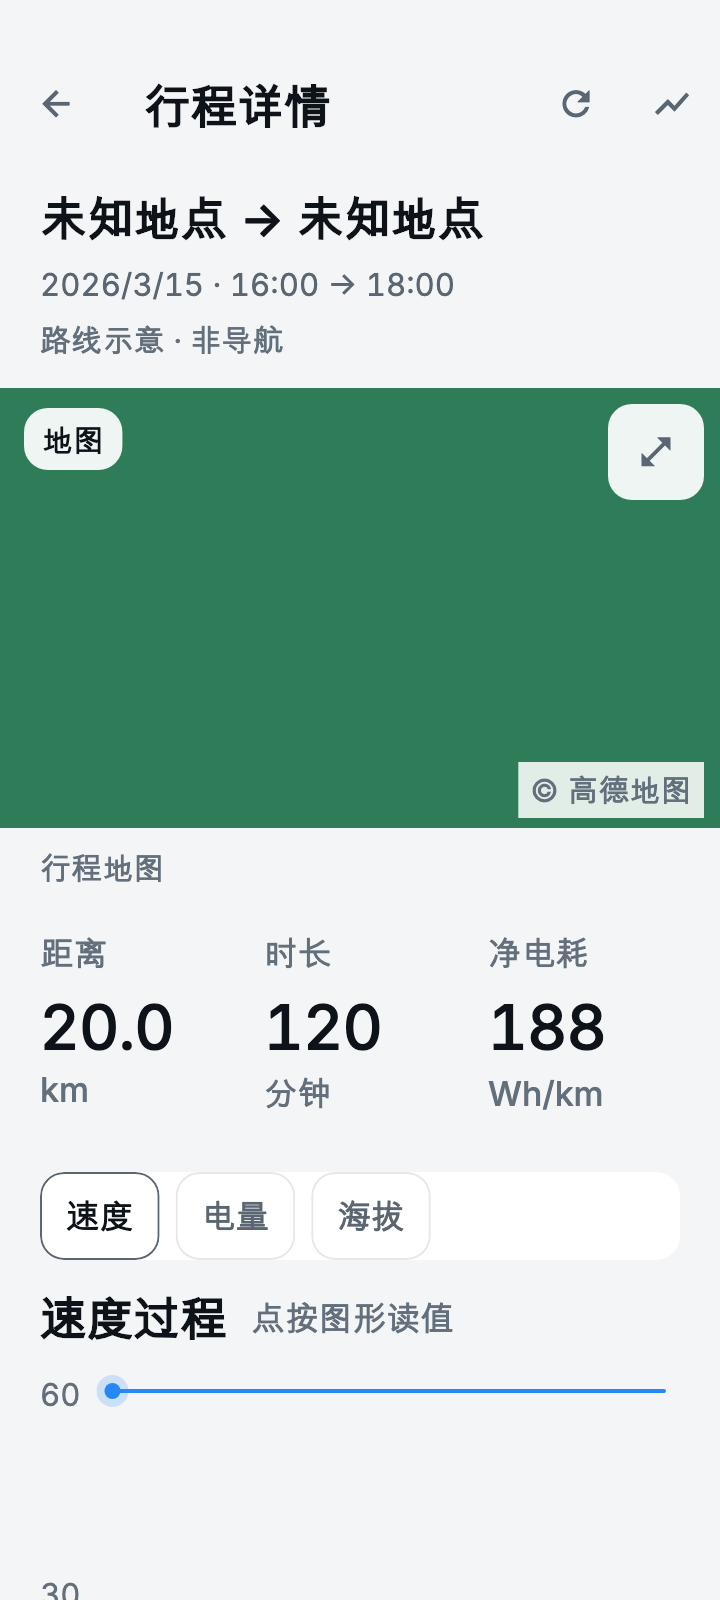 行程详情
未知地点 → 未知地点
2026/3/15 · 16:00 → 18:00
路线示意 · 非导航
地图
© 高德地图
行程地图
距离 时长 净电耗
20.0 120 188
km 分钟 Wh/km
速度 电量 海拔
速度过程 点按图形读值
60
30